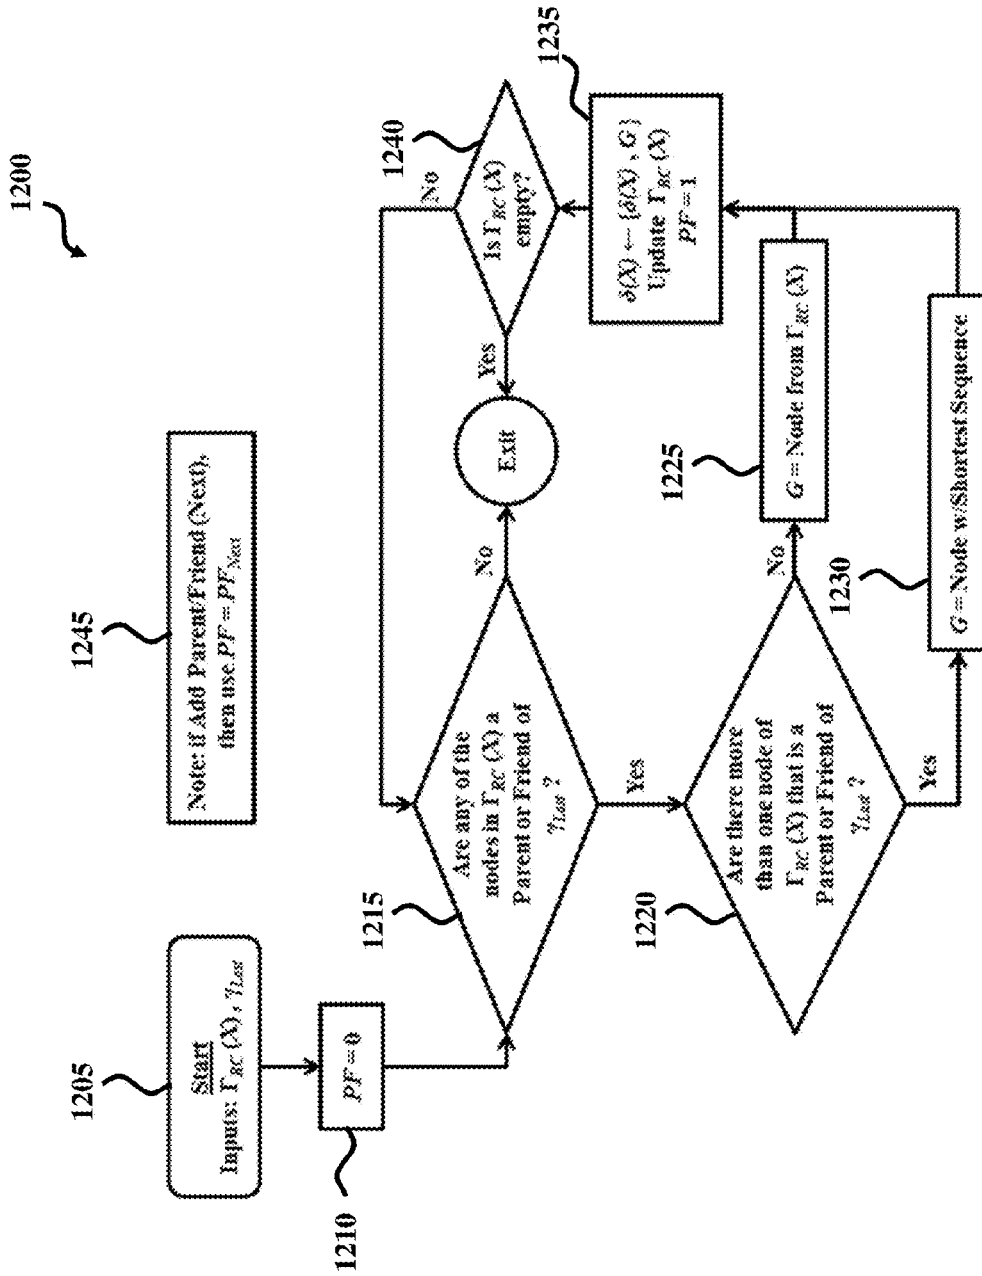 1200
1205
Start
Inputs: Γ_RC (X), γ_Last
1210
PF = 0
1245
Note: if Add Parent/Friend (Next),
then use PF = PF_Next
1215
Are any of the
nodes in Γ_RC (X) a
Parent or Friend of
γ_Last ?
No
Yes
Exit
1220
Are there more
than one node of
Γ_RC (X) that is a
Parent or Friend of
γ_Last ?
No
Yes
1225
G = Node from Γ_RC (X)
1230
G = Node w/Shortest Sequence
1235
δ(X) ← {δ(X) , G}
Update Γ_RC (X)
PF = 1
1240
Is Γ_RC (X)
empty?
Yes
No